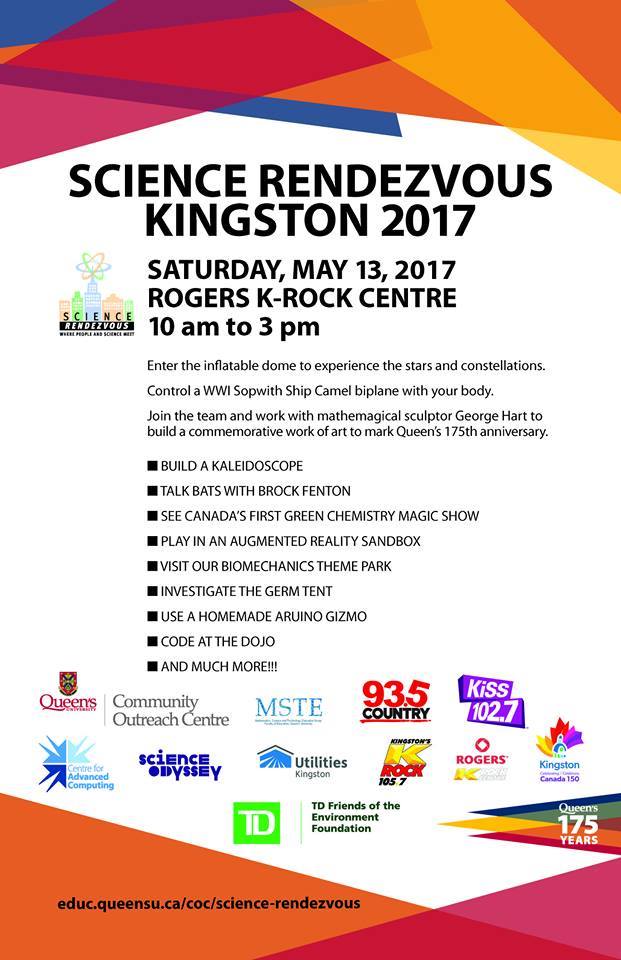 SCIENCE RENDEZVOUS
KINGSTON 2017
SATURDAY, MAY 13, 2017
ROGERS K-ROCK CENTRE
10 am to 3 pm
SCIENCE
RENDEZVOUS
WHERE PEOPLE AND SCIENCE MEET
Enter the inflatable dome to experience the stars and constellations.
Control a WWI Sopwith Ship Camel biplane with your body.
Join the team and work with mathemagical sculptor George Hart to
build a commemorative work of art to mark Queen's 175th anniversary.
■ BUILD A KALEIDOSCOPE
■ TALK BATS WITH BROCK FENTON
■ SEE CANADA'S FIRST GREEN CHEMISTRY MAGIC SHOW
■ PLAY IN AN AUGMENTED REALITY SANDBOX
■ VISIT OUR BIOMECHANICS THEME PARK
■ INVESTIGATE THE GERM TENT
■ USE A HOMEMADE ARUINO GIZMO
■ CODE AT THE DOJO
■ AND MUCH MORE!!!
Queen's
UNIVERSITY
Community
Outreach Centre
MSTE
93.5
COUNTRY
KiSS
102.7
Centre for
Advanced
Computing
SCIENCE
ODYSSEY
Utilities
Kingston
KINGSTON'S
K
ROCK
105.7
ROGERS
K ROCK
CENTRE
Kingston
Celebrating / Célébrons
Canada 150
TD
TD Friends of the
Environment
Foundation
Queen's
175
YEARS
educ.queensu.ca/coc/science-rendezvous